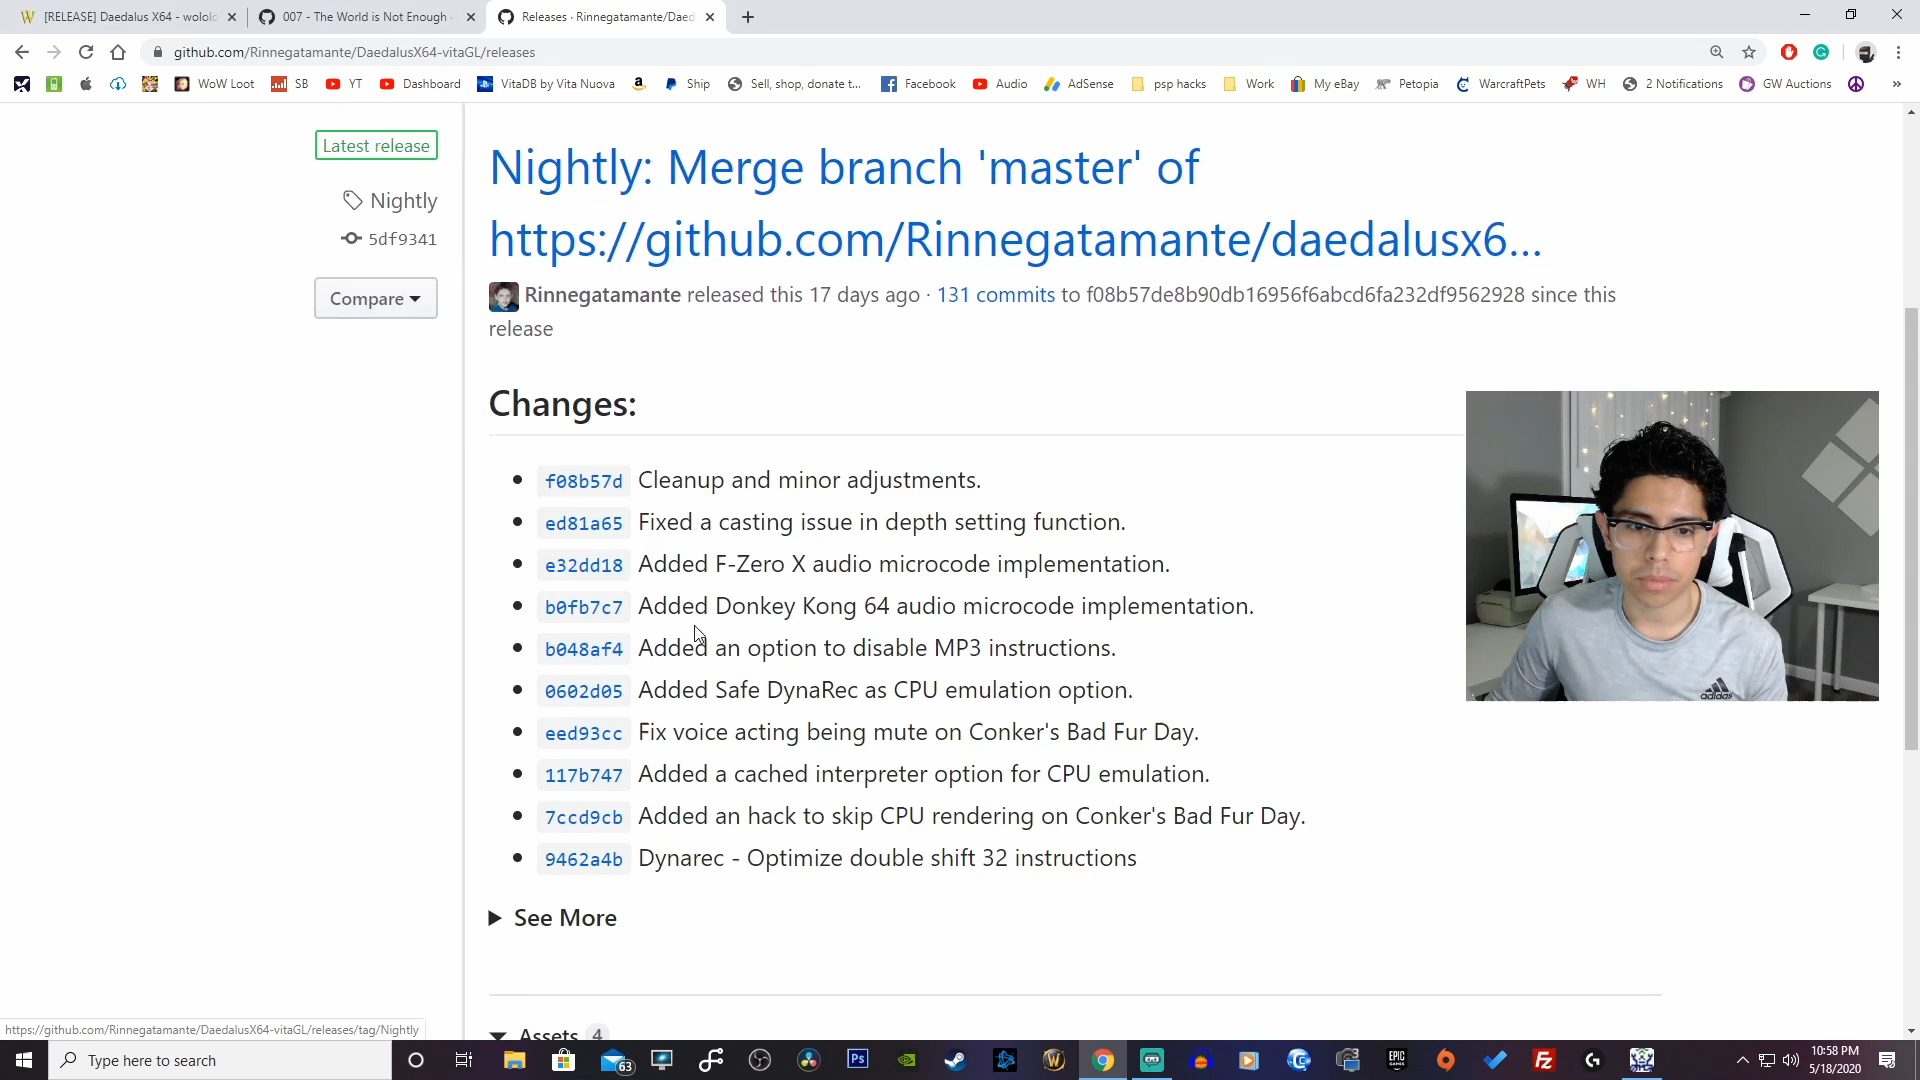 [RELEASE] Daedalus X64 - wolol
007 - The World is Not Enough ·
Releases · Rinnegatamante/Daed
github.com/Rinnegatamante/DaedalusX64-vitaGL/releases
WoW Loot
SB
YT
Dashboard
VitaDB by Vita Nuova
Ship
Sell, shop, donate t...
Facebook
Audio
AdSense
psp hacks
Work
My eBay
Petopia
WarcraftPets
WH
2 Notifications
GW Auctions
Latest release
Nightly
5df9341
Compare
Nightly: Merge branch 'master' of
https://github.com/Rinnegatamante/daedalusx6...
Rinnegatamante released this 17 days ago · 131 commits to f08b57de8b90db16956f6abcd6fa232df9562928 since this
release
Changes:
f08b57d Cleanup and minor adjustments.
ed81a65 Fixed a casting issue in depth setting function.
e32dd18 Added F-Zero X audio microcode implementation.
b0fb7c7 Added Donkey Kong 64 audio microcode implementation.
b048af4 Added an option to disable MP3 instructions.
0602d05 Added Safe DynaRec as CPU emulation option.
eed93cc Fix voice acting being mute on Conker's Bad Fur Day.
117b747 Added a cached interpreter option for CPU emulation.
7ccd9cb Added an hack to skip CPU rendering on Conker's Bad Fur Day.
9462a4b Dynarec - Optimize double shift 32 instructions
See More
Assets 4
adidas
https://github.com/Rinnegatamante/DaedalusX64-vitaGL/releases/tag/Nightly
Type here to search
63
Ps
EPIC
GAMES
FZ
10:58 PM
5/18/2020